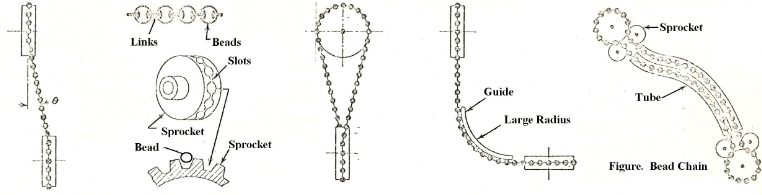 θ
Links
Beads
Slots
Sprocket
Bead
Sprocket
Guide
Large Radius
Sprocket
Tube
Figure. Bead Chain